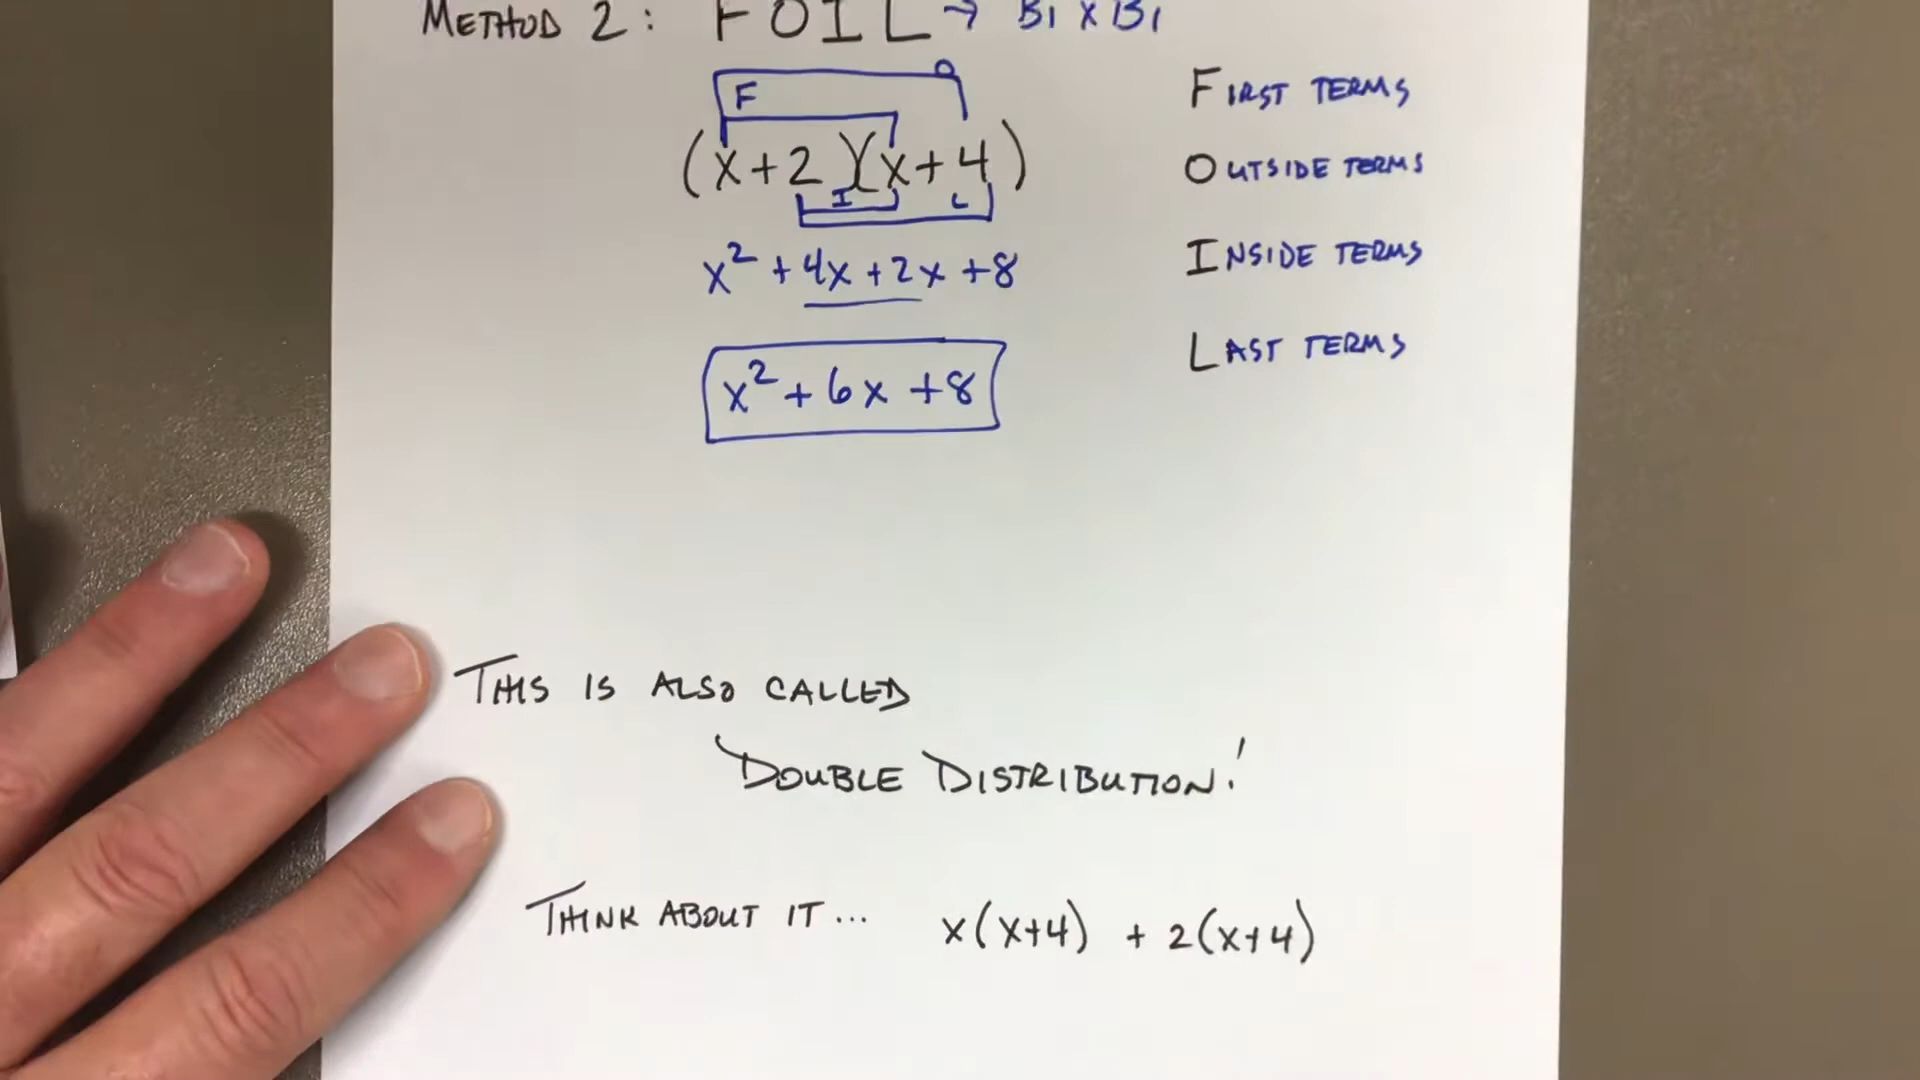 METHOD 2: FOIL → BI X BI
F O
(x+2)(x+4)
I L
x² + 4x + 2x + 8
x² + 6x + 8
FIRST TERMS
OUTSIDE TERMS
INSIDE TERMS
LAST TERMS
THIS IS ALSO CALLED
DOUBLE DISTRIBUTION!
THINK ABOUT IT... x(x+4) + 2(x+4)